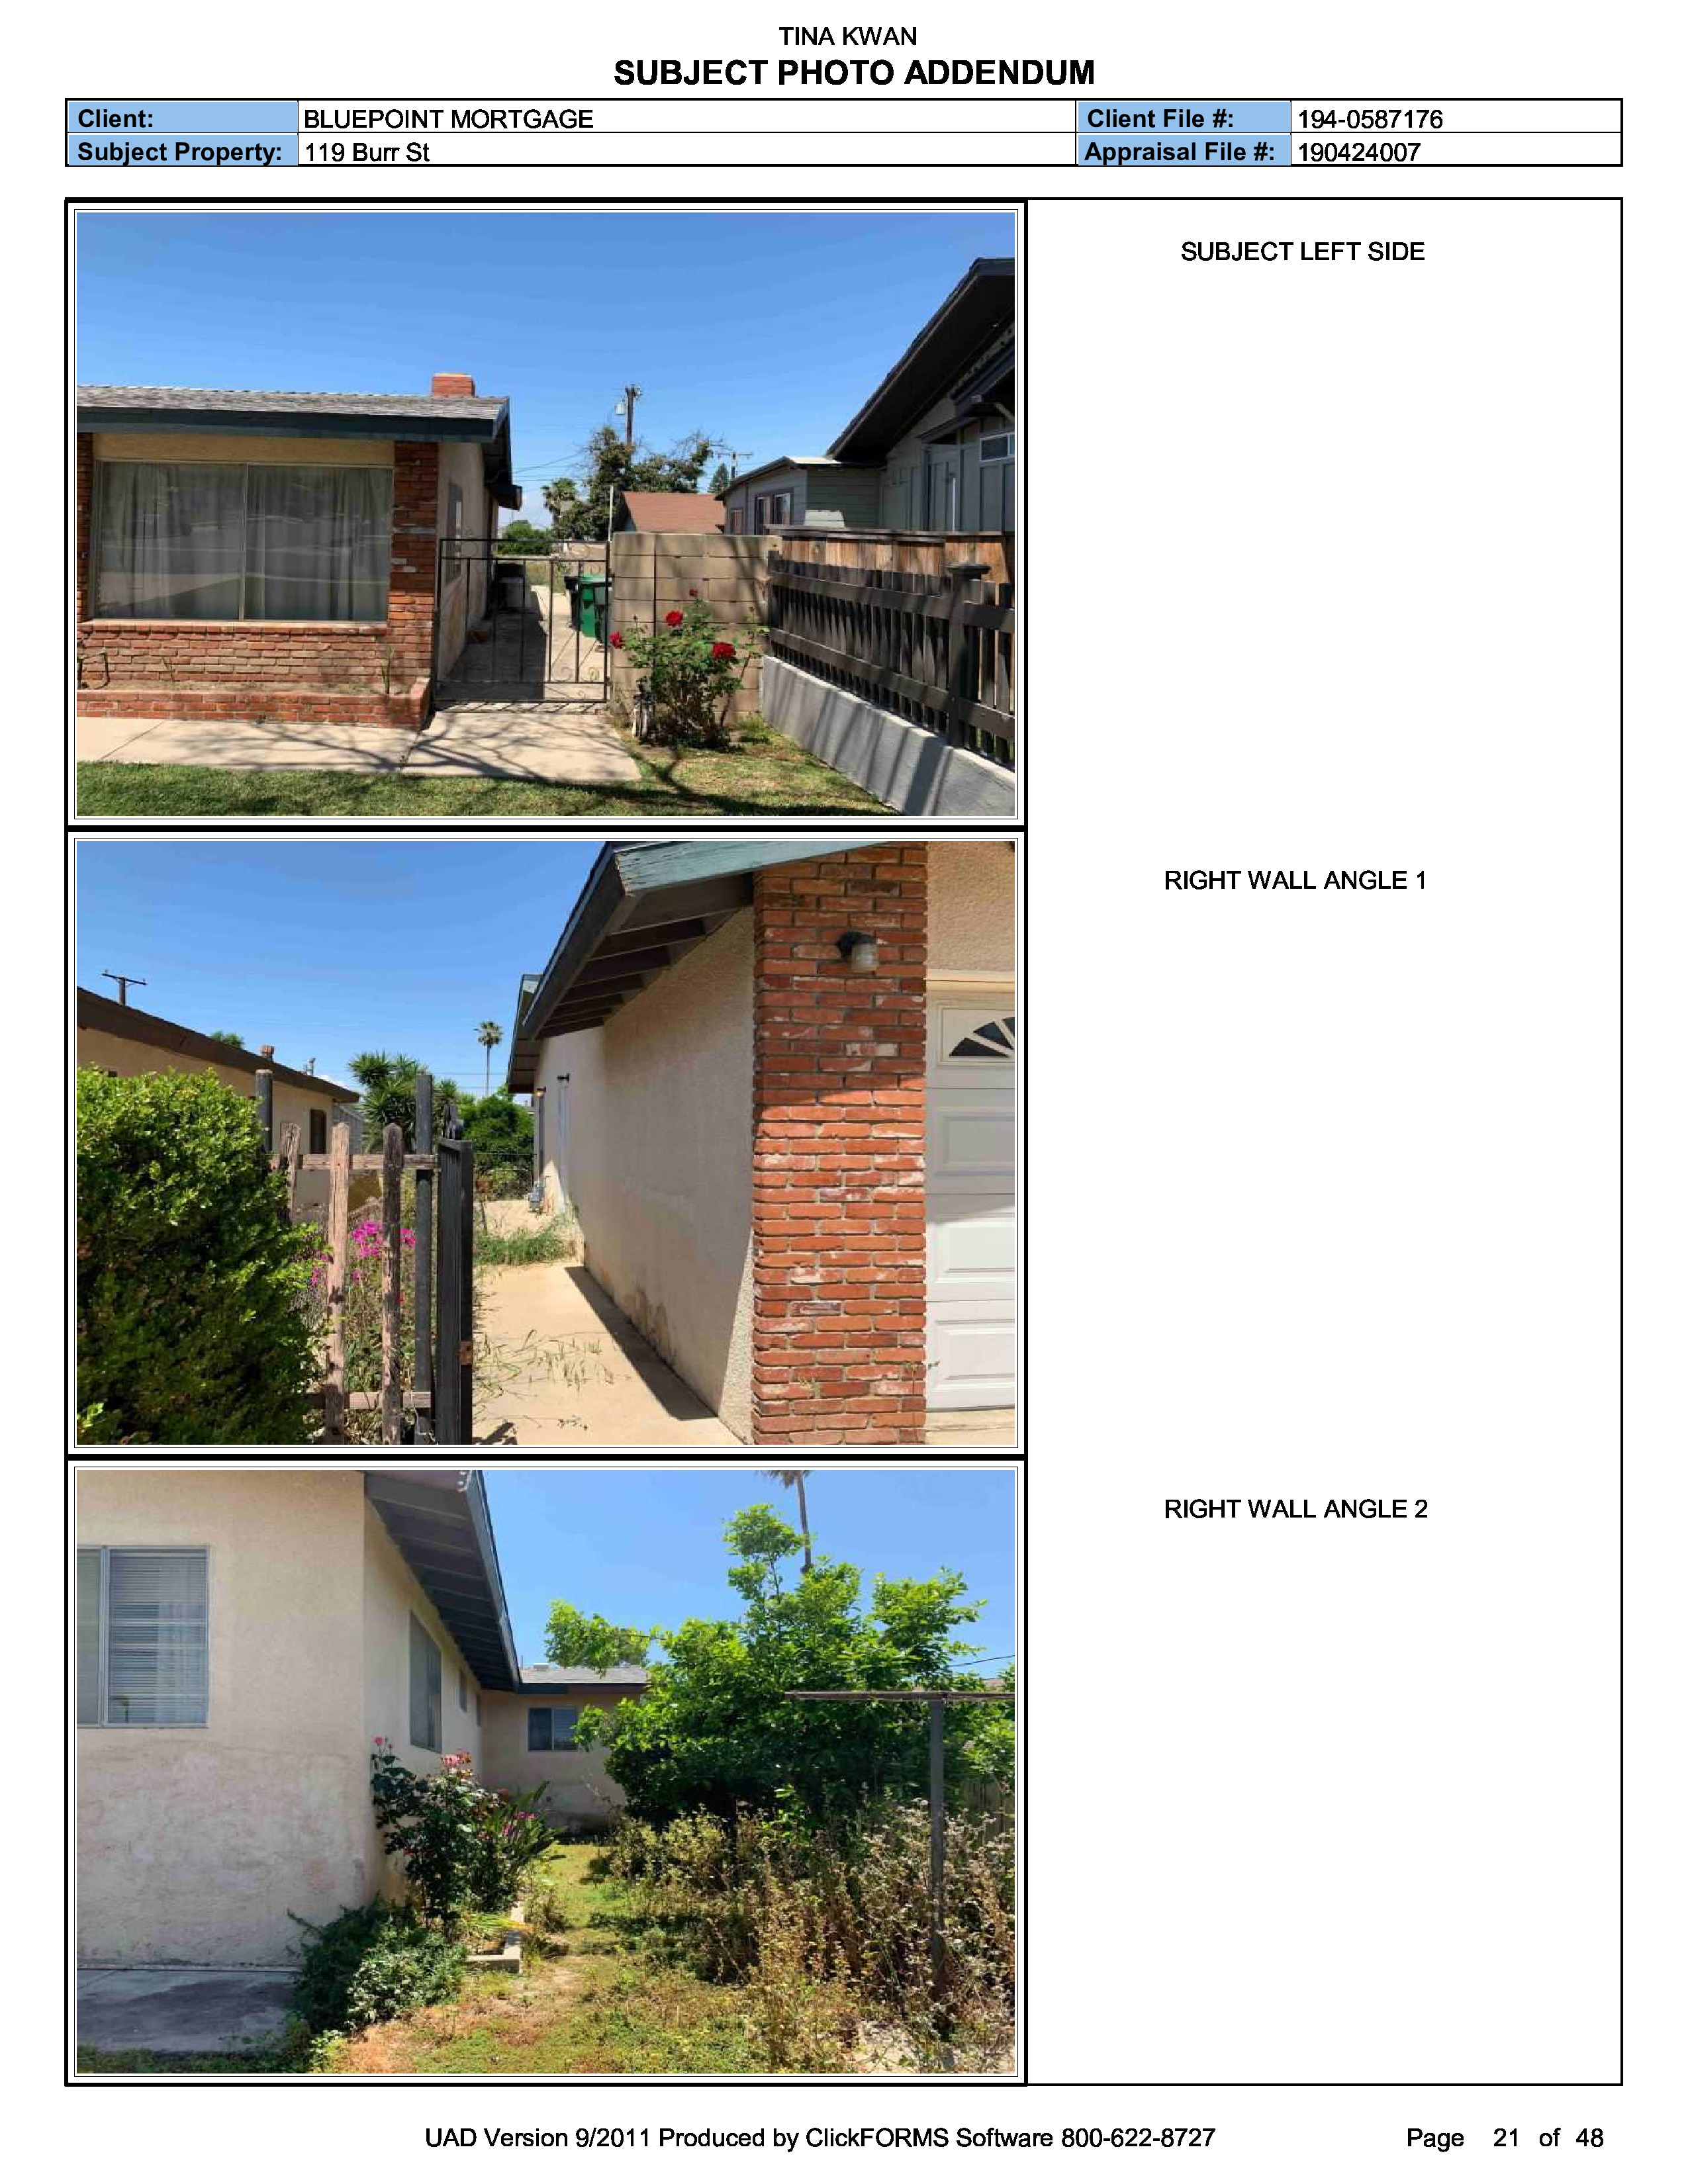 TINA KWAN
SUBJECT PHOTO ADDENDUM
Client: BLUEPOINT MORTGAGE Client File #: 194-0587176
Subject Property: 119 Burr St Appraisal File #: 190424007
SUBJECT LEFT SIDE
RIGHT WALL ANGLE 1
RIGHT WALL ANGLE 2
UAD Version 9/2011 Produced by ClickFORMS Software 800-622-8727 Page 21 of 48